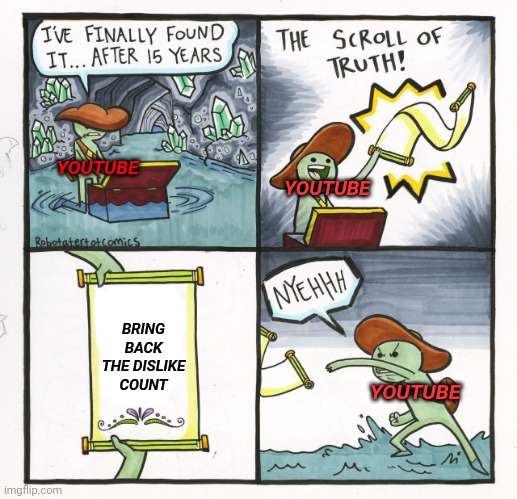 I'VE FINALLY FOUND
IT... AFTER 15 YEARS
YOUTUBE
Robotatertotcomics
THE SCROLL OF
TRUTH!
YOUTUBE
BRING
BACK
THE DISLIKE
COUNT
NYEHHH
YOUTUBE
imgflip.com